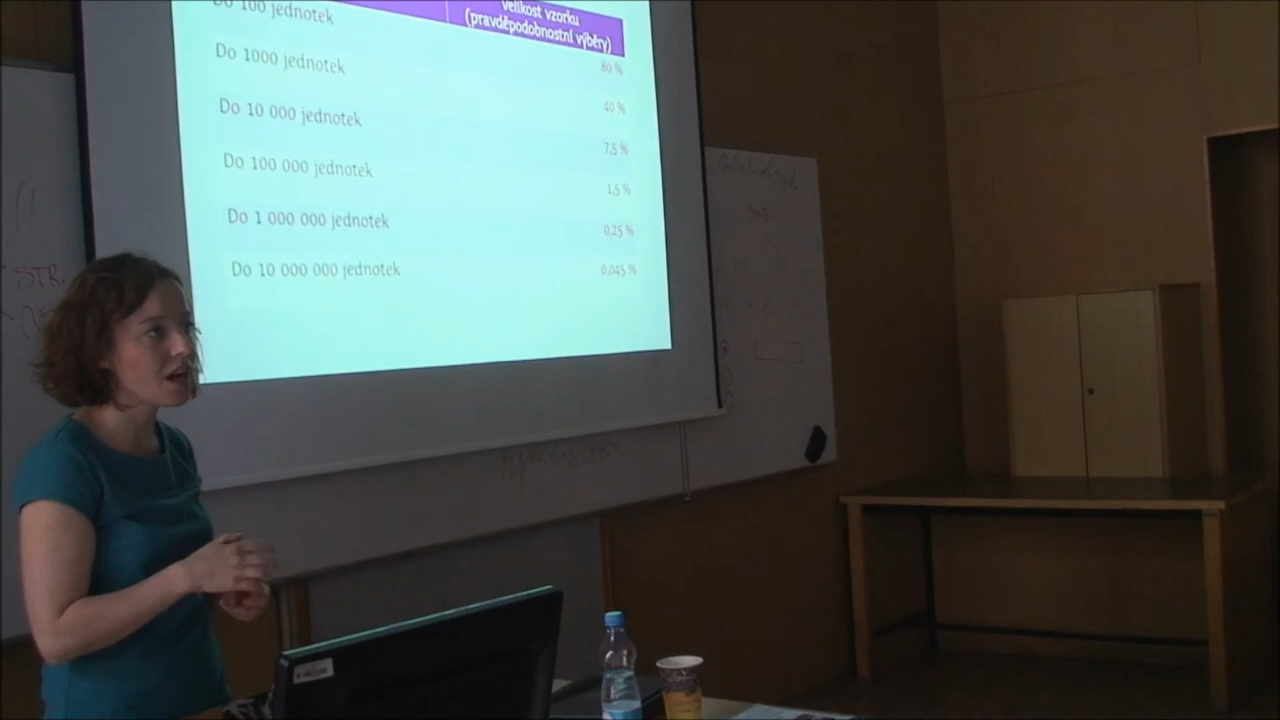 velikost vzorku
(pravděpodobnostní výběry)
Do 100 jednotek
80 %
Do 1000 jednotek
40 %
Do 10 000 jednotek
7,5 %
Do 100 000 jednotek
1,5 %
Do 1 000 000 jednotek
0,25 %
Do 10 000 000 jednotek
0,045 %
STR.